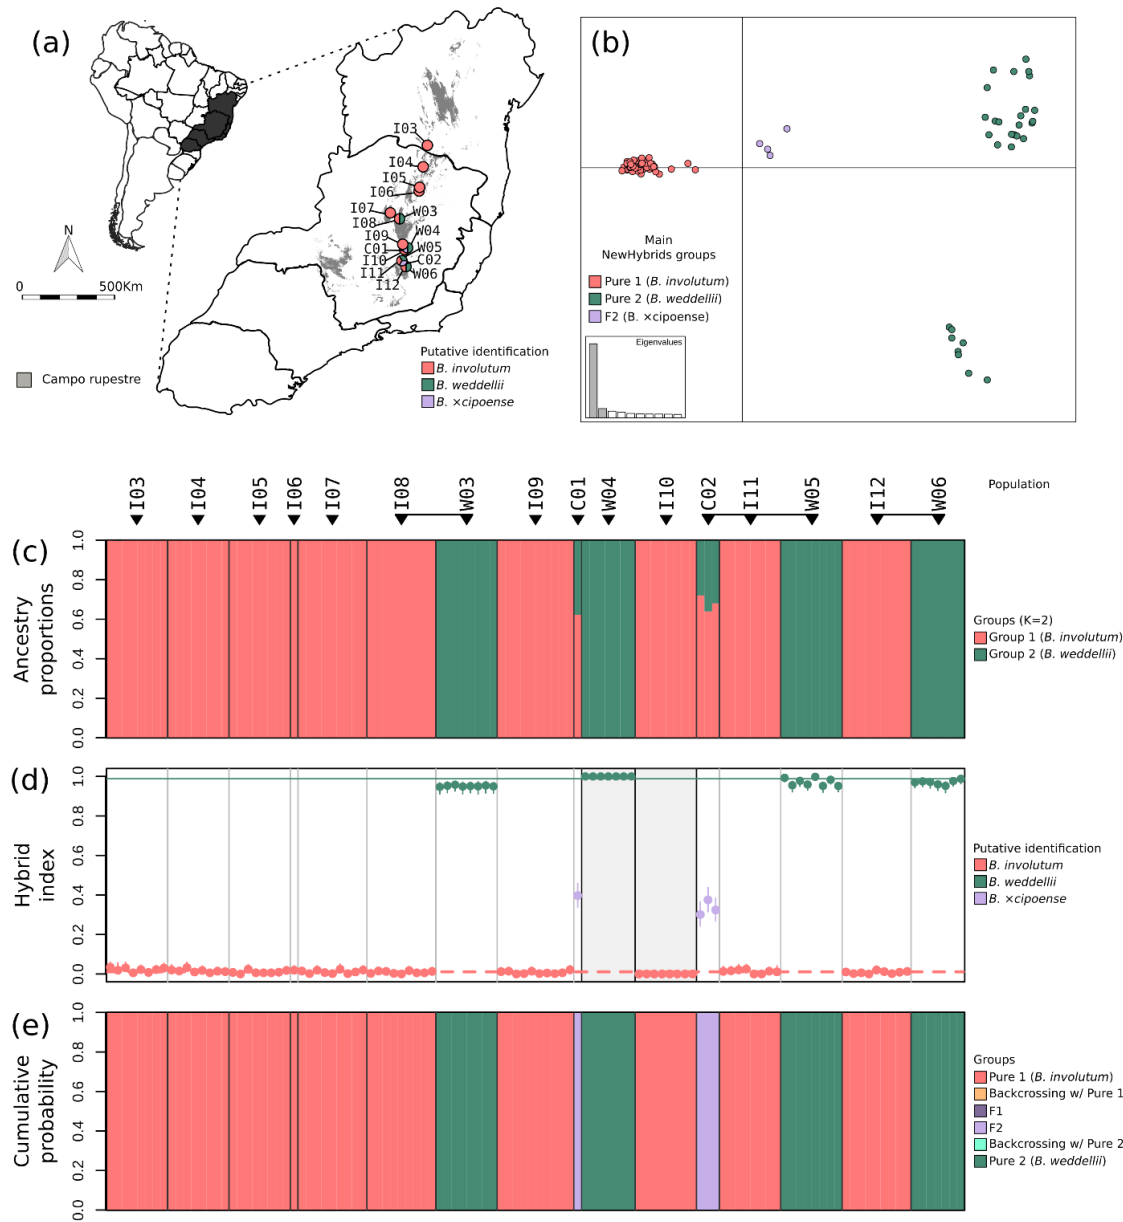 (a)
I03
I04
I05
I06
I07
W03
I08
W04
I09
C01
W05
I10
C02
I11
W06
I12
N
0
500Km
Campo rupestre
Putative identification
B. involutum
B. weddellii
B. ×cipoense
(b)
Main
NewHybrids groups
Pure 1 (B. involutum)
Pure 2 (B. weddellii)
F2 (B. ×cipoense)
Eigenvalues
I03 I04 I05 I06 I07 I08 W03 I09 C01 W04 I10 C02 I11 W05 I12 W06
Population
(c)
Ancestry
proportions
1.0
0.8
0.6
0.4
0.2
0.0
Groups (K=2)
Group 1 (B. involutum)
Group 2 (B. weddellii)
(d)
Hybrid
index
1.0
0.8
0.6
0.4
0.2
0.0
Putative identification
B. involutum
B. weddellii
B. ×cipoense
(e)
Cumulative
probability
1.0
0.8
0.6
0.4
0.2
0.0
Groups
Pure 1 (B. involutum)
Backcrossing w/ Pure 1
F1
F2
Backcrossing w/ Pure 2
Pure 2 (B. weddellii)